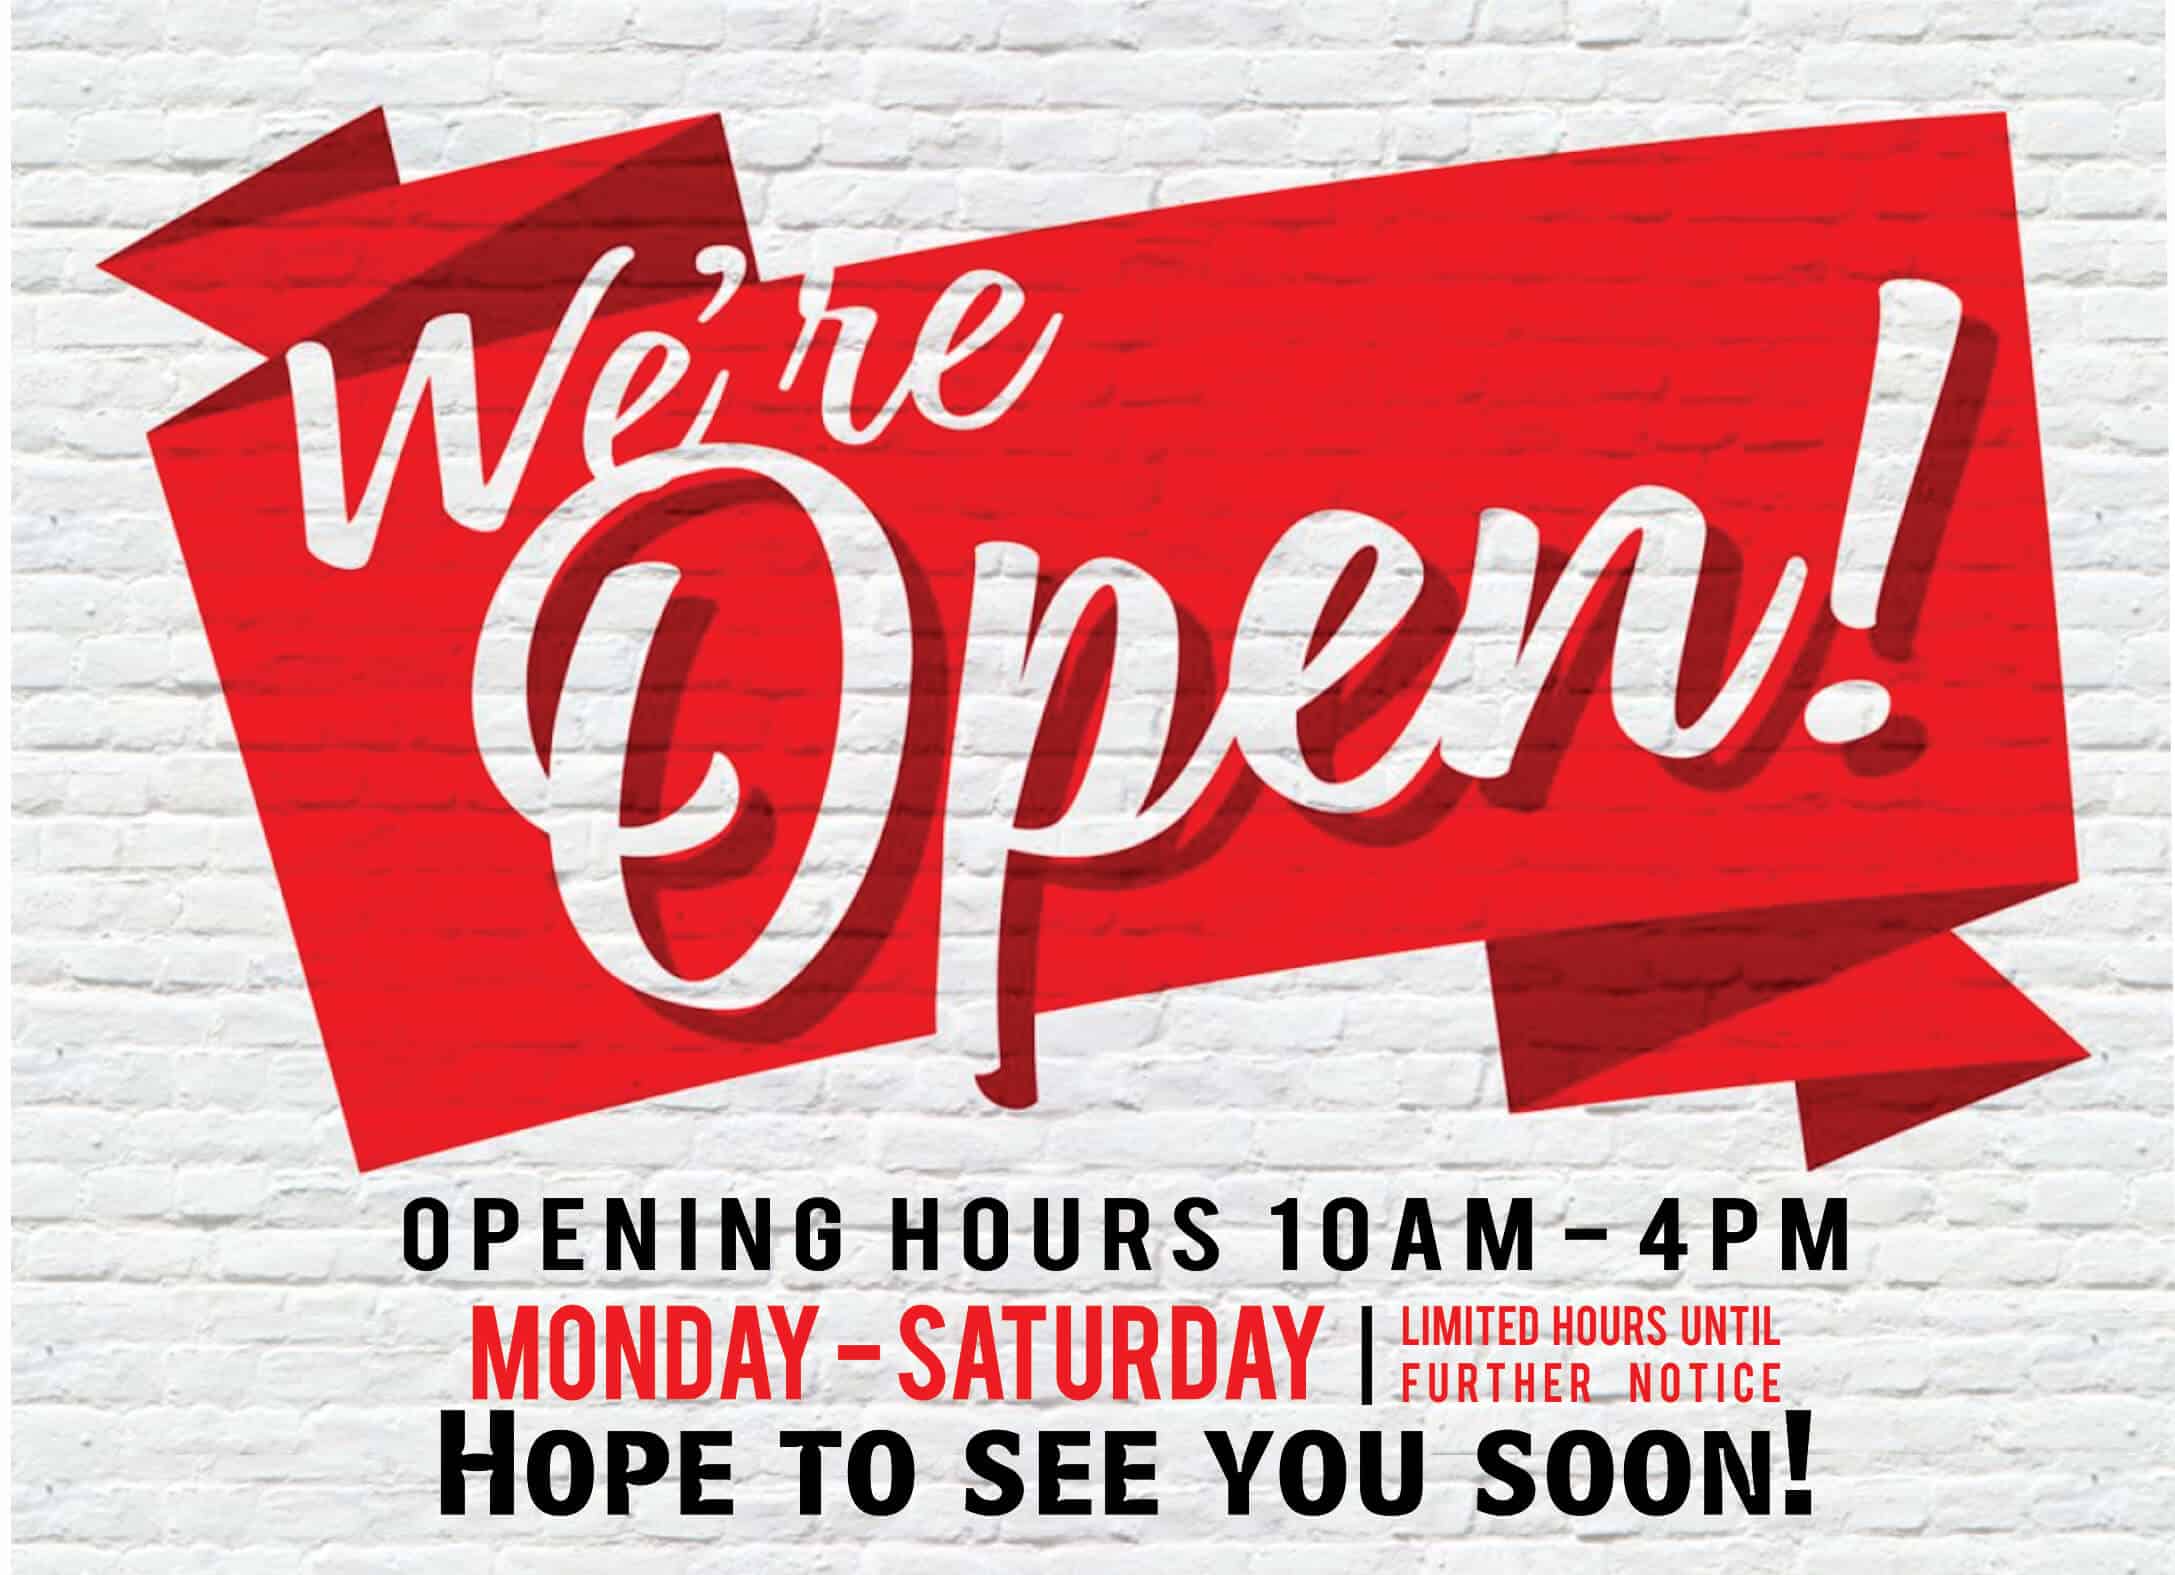 We're
Open!
OPENING HOURS 10AM – 4PM
MONDAY – SATURDAY | LIMITED HOURS UNTIL
FURTHER NOTICE
HOPE TO SEE YOU SOON!